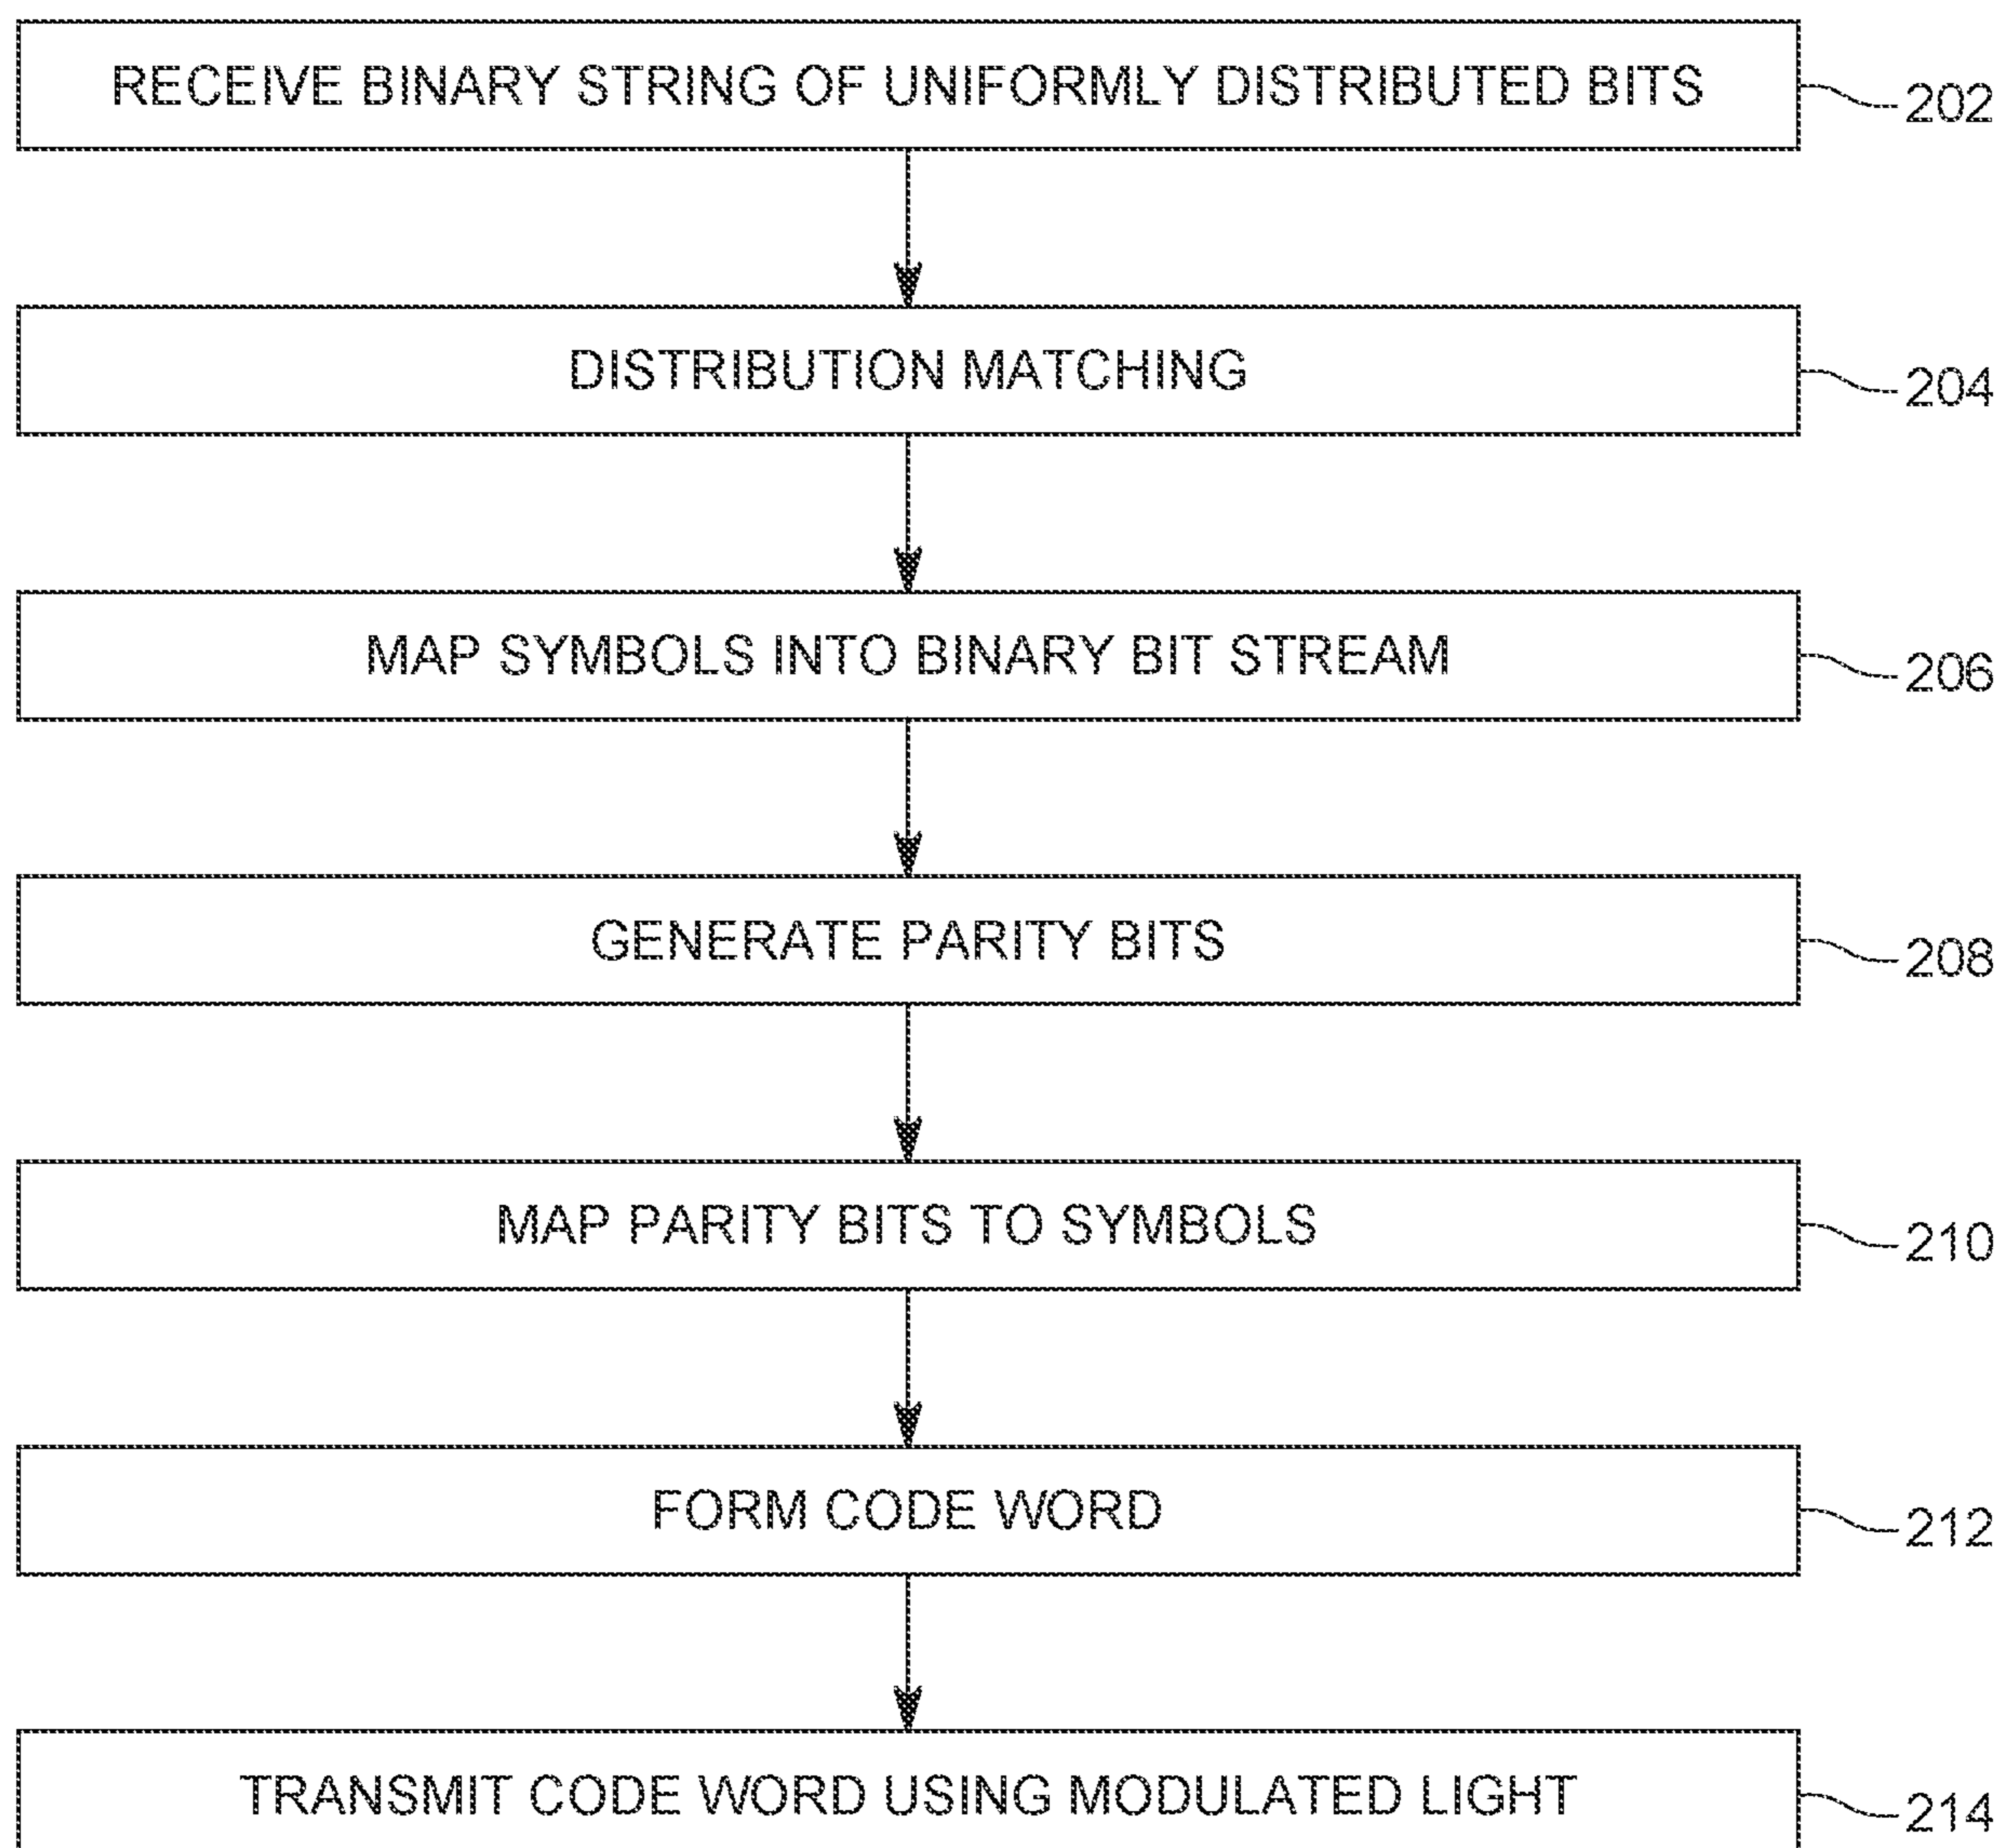 RECEIVE BINARY STRING OF UNIFORMLY DISTRIBUTED BITS
202
DISTRIBUTION MATCHING
204
MAP SYMBOLS INTO BINARY BIT STREAM
206
GENERATE PARITY BITS
208
MAP PARITY BITS TO SYMBOLS
210
FORM CODE WORD
212
TRANSMIT CODE WORD USING MODULATED LIGHT
214